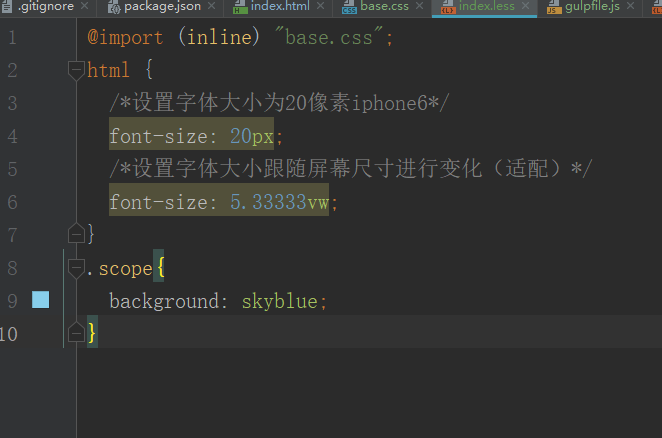 .gitignore package.json index.html base.css index.less gulpfile.js
1 @import (inline) "base.css";
2 html {
3 /*设置字体大小为20像素iphone6*/
4 font-size: 20px;
5 /*设置字体大小跟随屏幕尺寸进行变化（适配）*/
6 font-size: 5.33333vw;
7 }
8 .scope{
9 background: skyblue;
10 }